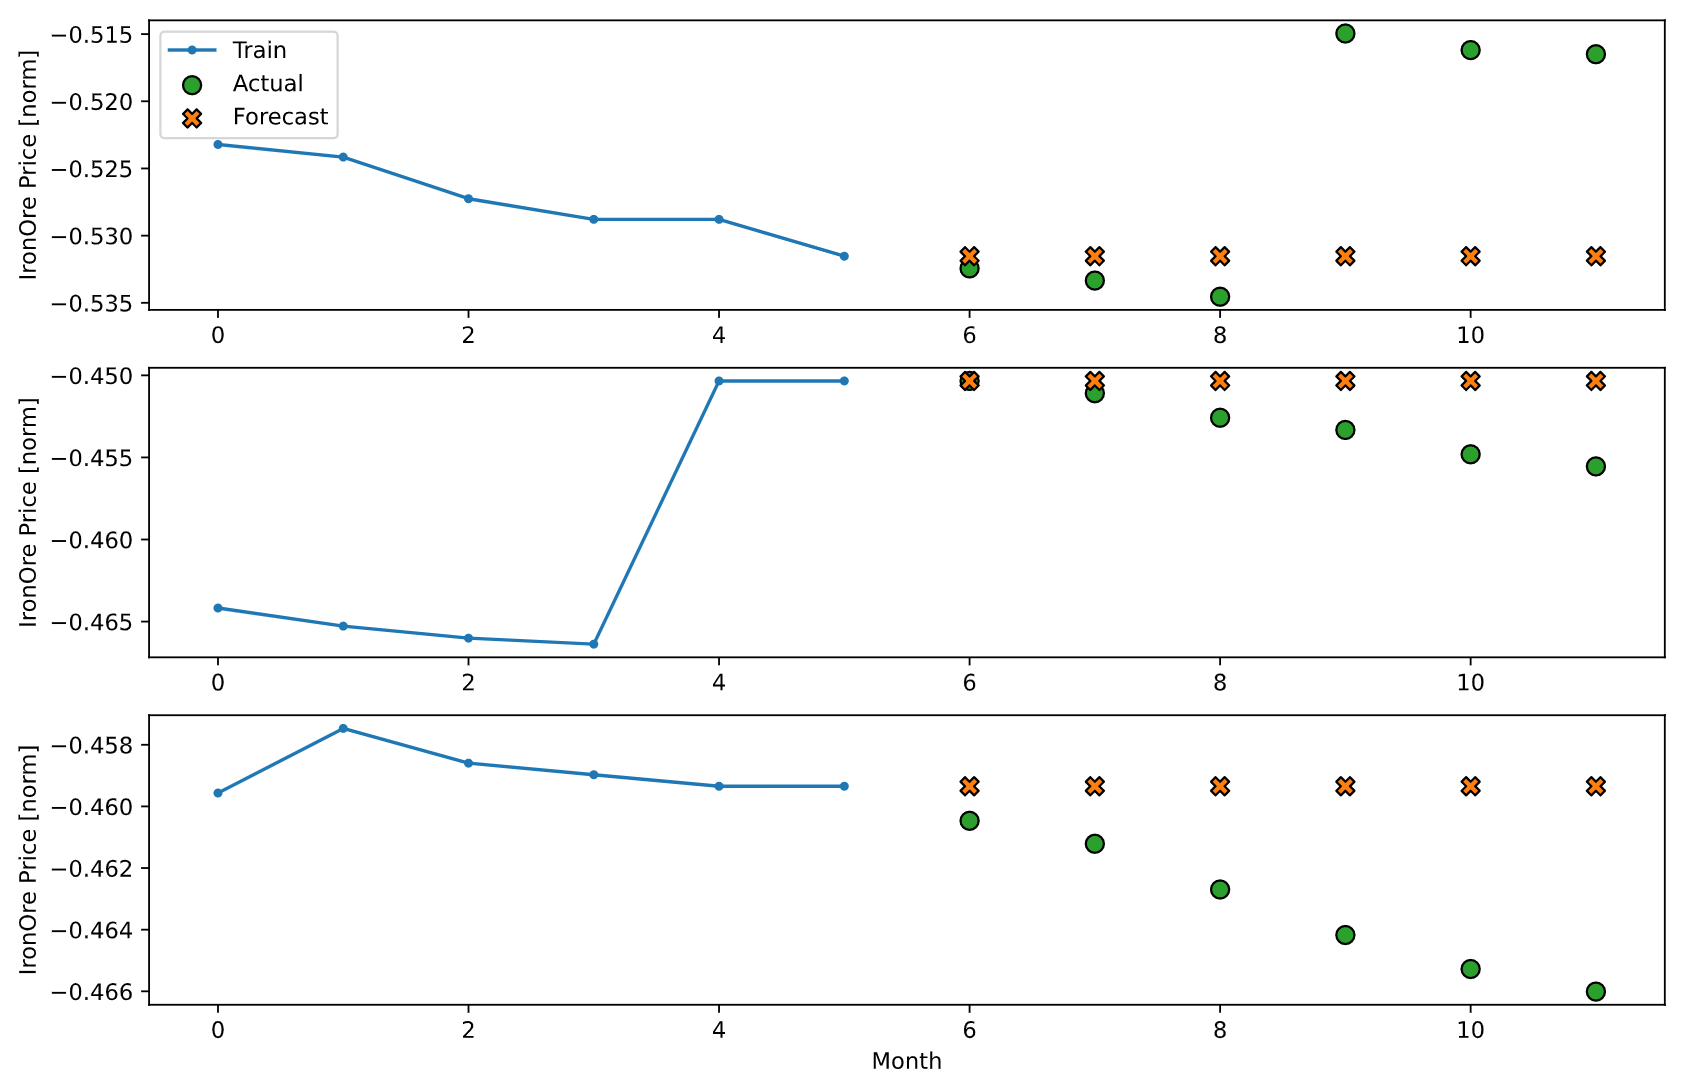 IronOre Price [norm]
−0.515
−0.520
−0.525
−0.530
−0.535
Train
Actual
Forecast
0 2 4 6 8 10
IronOre Price [norm]
−0.450
−0.455
−0.460
−0.465
0 2 4 6 8 10
IronOre Price [norm]
−0.458
−0.460
−0.462
−0.464
−0.466
0 2 4 6 8 10
Month